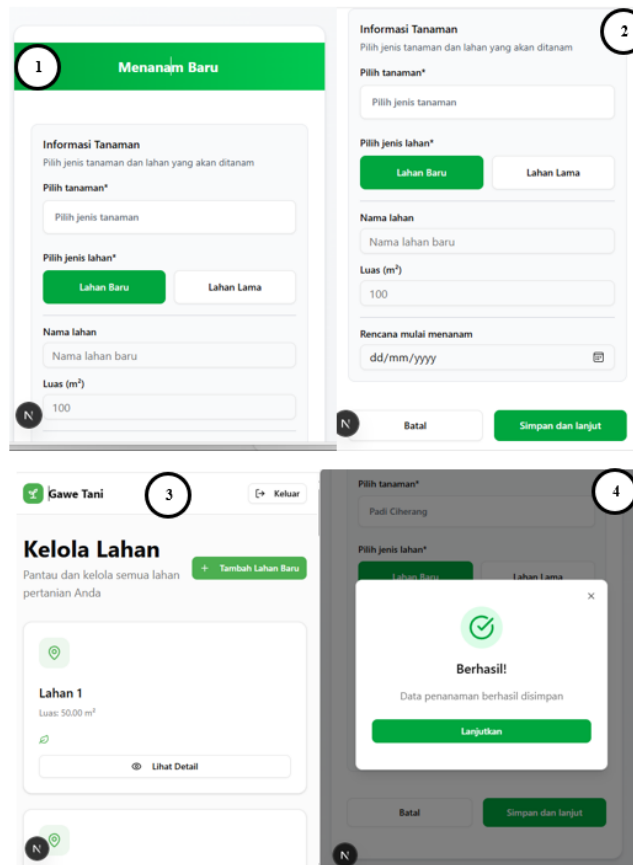 1
Menanam Baru
Informasi Tanaman
Pilih jenis tanaman dan lahan yang akan ditanam
Pilih tanaman*
Pilih jenis tanaman
Pilih jenis lahan*
Lahan Baru
Lahan Lama
Nama lahan
Nama lahan baru
Luas (m²)
100
N
2
Informasi Tanaman
Pilih jenis tanaman dan lahan yang akan ditanam
Pilih tanaman*
Pilih jenis tanaman
Pilih jenis lahan*
Lahan Baru
Lahan Lama
Nama lahan
Nama lahan baru
Luas (m²)
100
Rencana mulai menanam
dd/mm/yyyy
N
Batal
Simpan dan lanjut
Gawe Tani
3
Keluar
Kelola Lahan
Pantau dan kelola semua lahan
pertanian Anda
+ Tambah Lahan Baru
Lahan 1
Luas: 50.00 m²
Lihat Detail
N
4
Pilih tanaman*
Padi Ciherang
Pilih jenis lahan*
Lahan Baru
Lahan Lama
×
Berhasil!
Data penanaman berhasil disimpan
Lanjutkan
Batal
Simpan dan lanjut
N